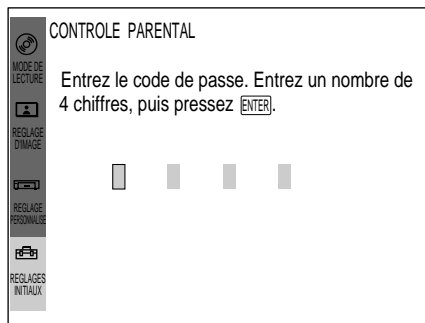 CONTROLE PARENTAL
Entrez le code de passe. Entrez un nombre de
4 chiffres, puis pressez ENTER.
MODE DE
LECTURE
REGLAGE
D'IMAGE
REGLAGE
PERSONNALISE
REGLAGES
INITIAUX